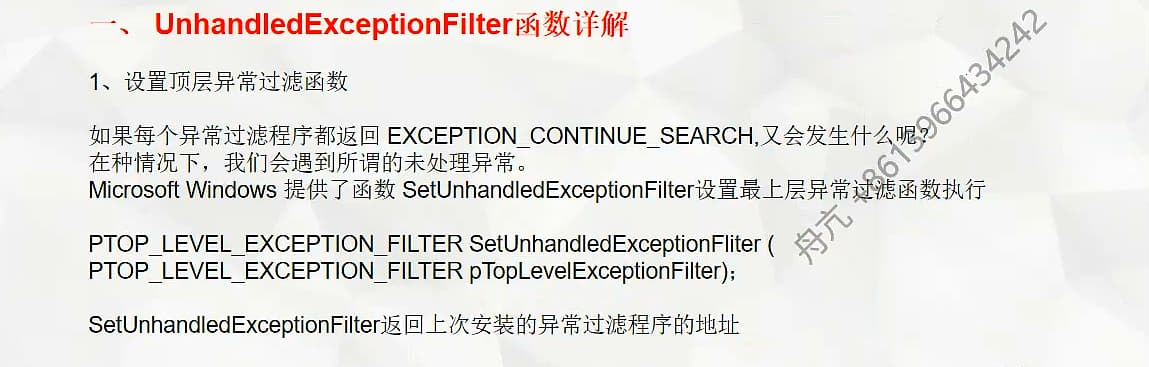 一、 UnhandledExceptionFilter函数详解
1、设置顶层异常过滤函数
如果每个异常过滤程序都返回 EXCEPTION_CONTINUE_SEARCH,又会发生什么呢?
在种情况下，我们会遇到所谓的未处理异常。
Microsoft Windows 提供了函数 SetUnhandledExceptionFilter设置最上层异常过滤函数执行
PTOP_LEVEL_EXCEPTION_FILTER SetUnhandledExceptionFliter (
PTOP_LEVEL_EXCEPTION_FILTER pTopLevelExceptionFilter)；
SetUnhandledExceptionFilter返回上次安装的异常过滤程序的地址
舟亢 +8613966434242